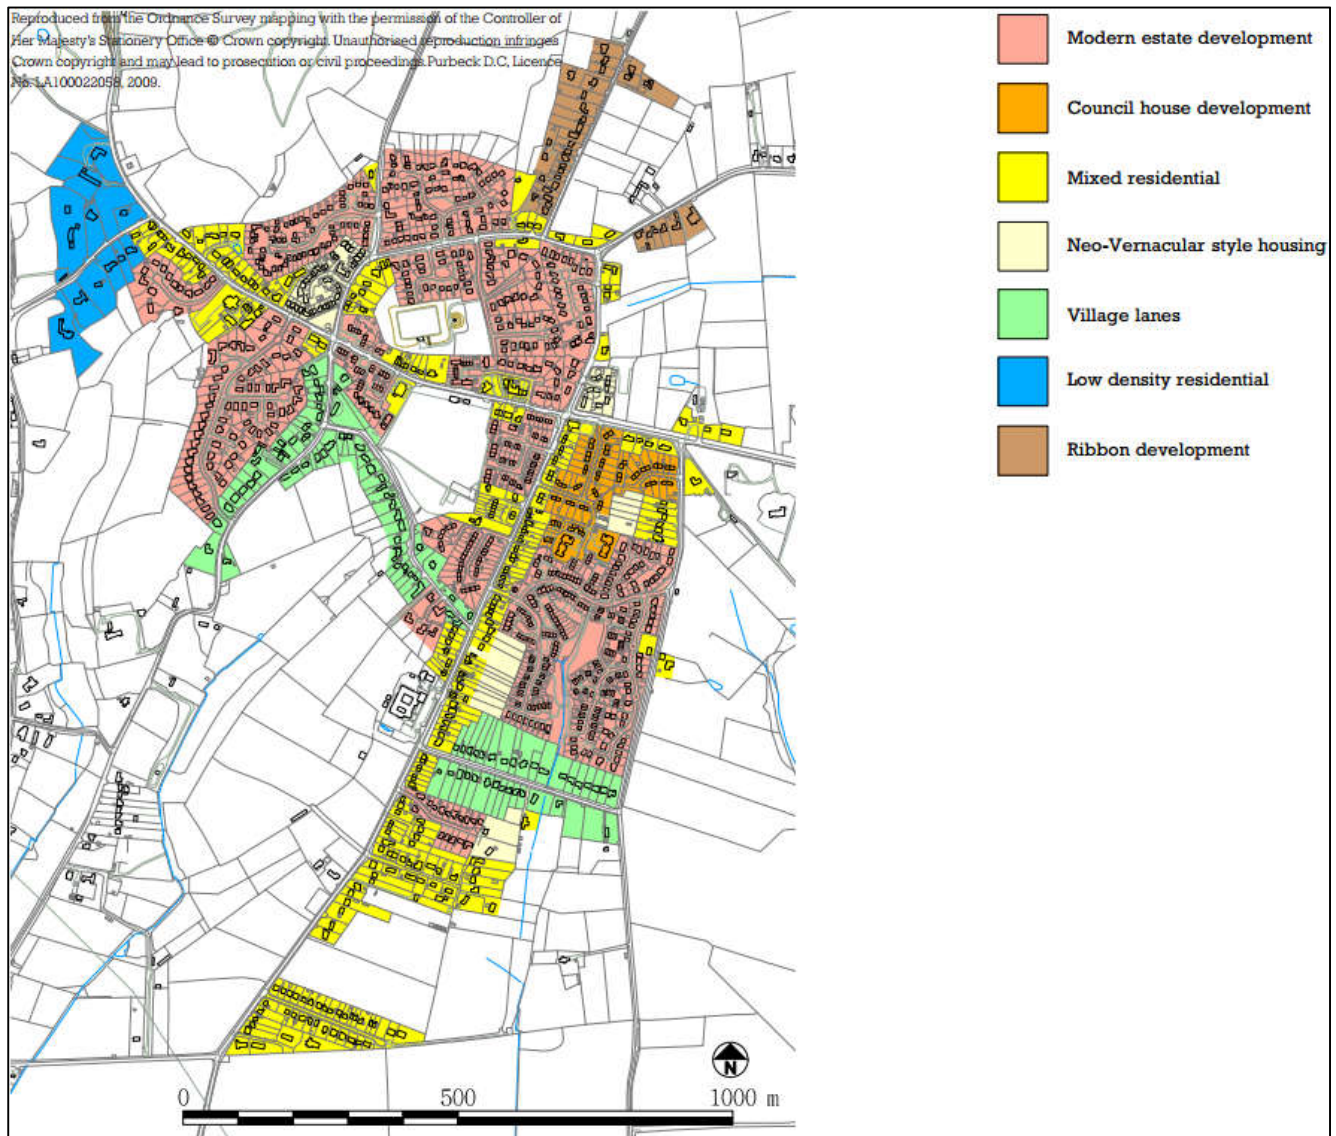 Reproduced from the Ordnance Survey mapping with the permission of the Controller of
Her Majesty's Stationery Office © Crown copyright. Unauthorised reproduction infringes
Crown copyright and may lead to prosecution or civil proceedings.Purbeck D.C, Licence
No. LA100022058, 2009.
Modern estate development
Council house development
Mixed residential
Neo-Vernacular style housing
Village lanes
Low density residential
Ribbon development
N
0 500 1000 m